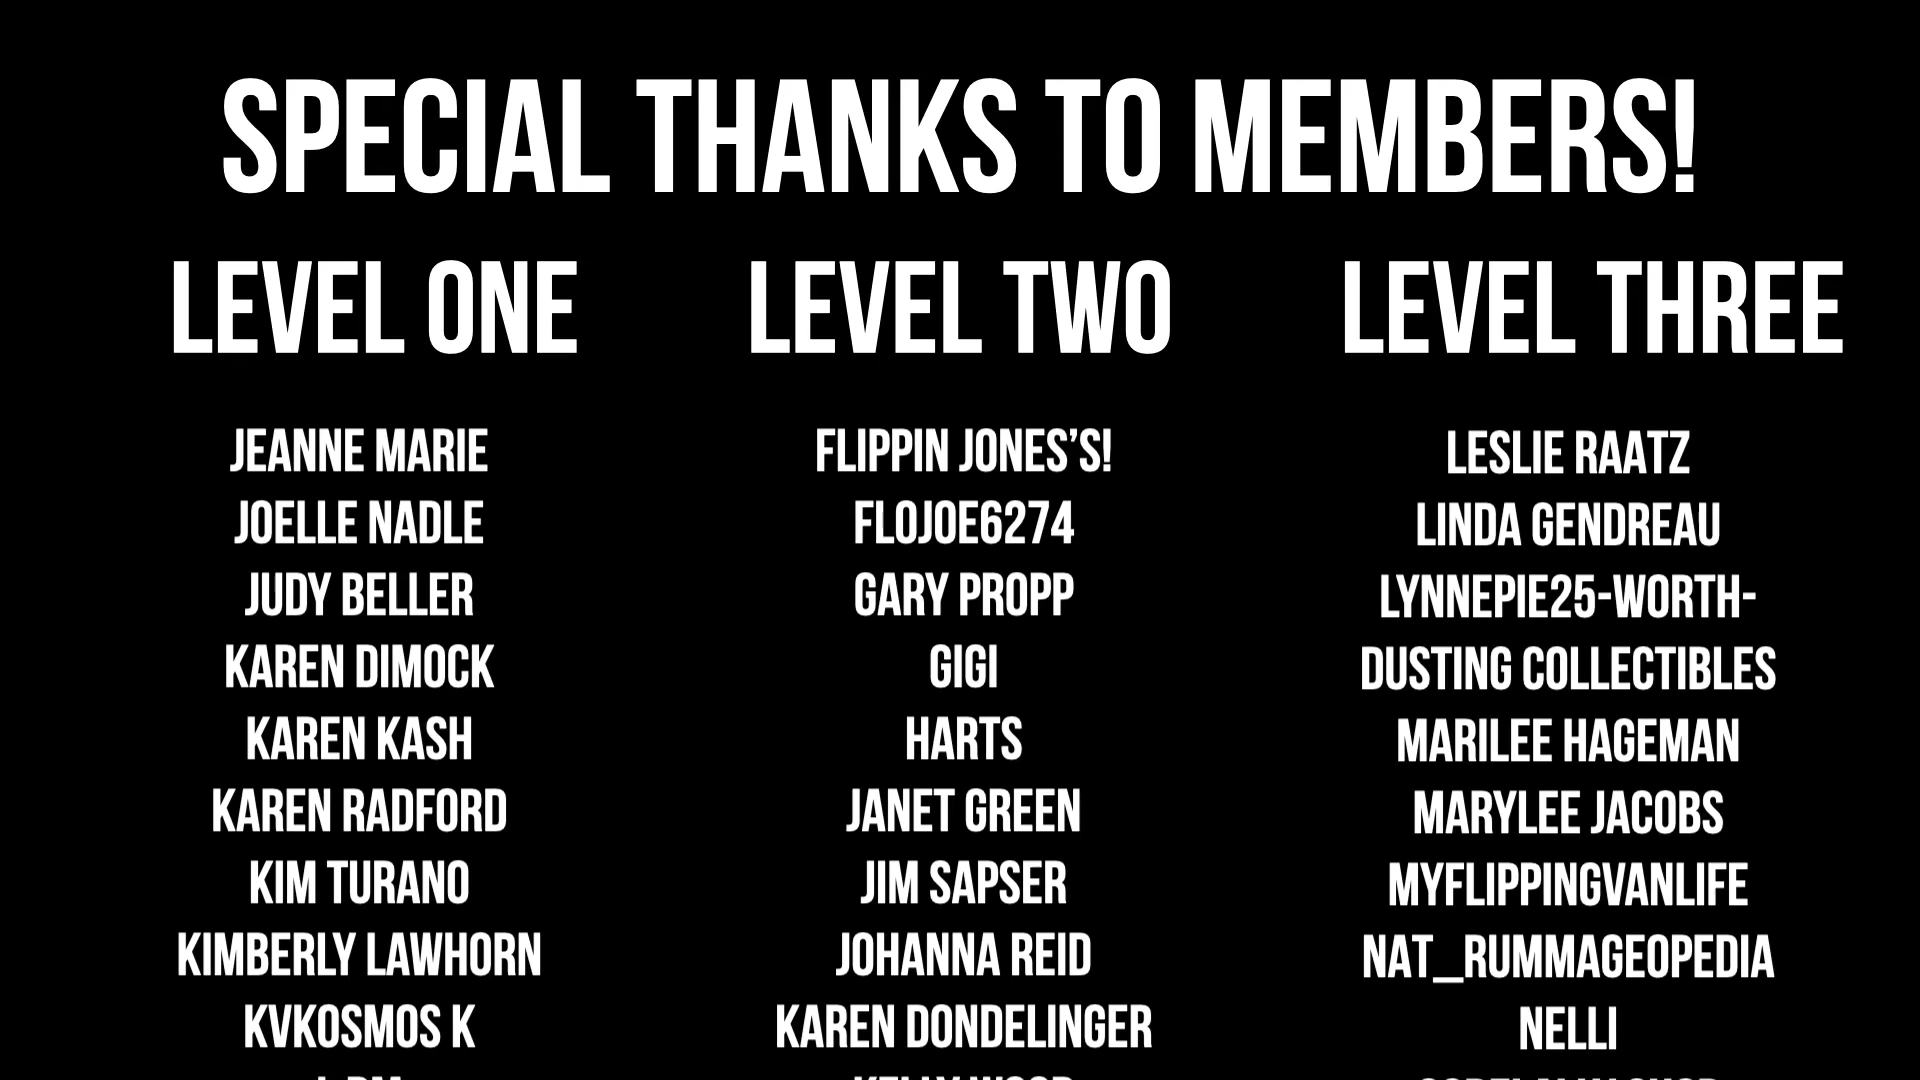 SPECIAL THANKS TO MEMBERS!
LEVEL ONE
JEANNE MARIE
JOELLE NADLE
JUDY BELLER
KAREN DIMOCK
KAREN KASH
KAREN RADFORD
KIM TURANO
KIMBERLY LAWHORN
KVKOSMOS K
LEVEL TWO
FLIPPIN JONES’S!
FLOJOE6274
GARY PROPP
GIGI
HARTS
JANET GREEN
JIM SAPSER
JOHANNA REID
KAREN DONDELINGER
LEVEL THREE
LESLIE RAATZ
LINDA GENDREAU
LYNNEPIE25-WORTH-
DUSTING COLLECTIBLES
MARILEE HAGEMAN
MARYLEE JACOBS
MYFLIPPINGVANLIFE
NAT_RUMMAGEOPEDIA
NELLI